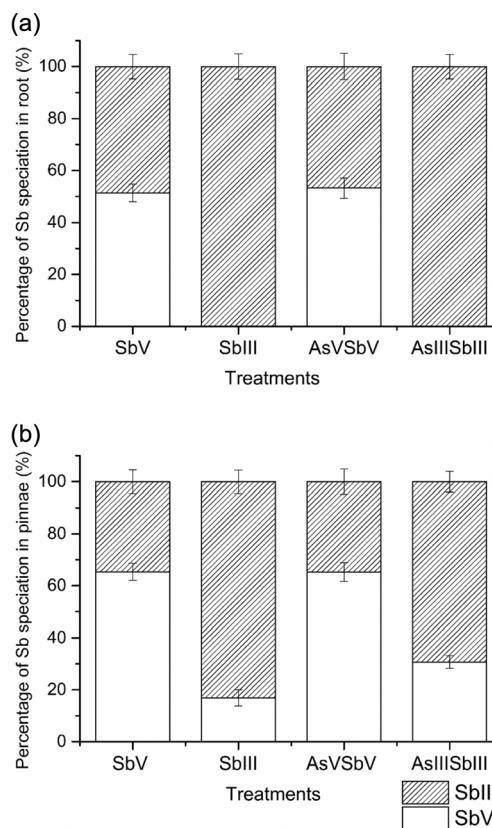 (a)
Percentage of Sb speciation in root (%)
100
80
60
40
20
0
SbV SbIII AsVSbV AsIIISbIII
Treatments
(b)
Percentage of Sb speciation in pinnae (%)
100
80
60
40
20
0
SbV SbIII AsVSbV AsIIISbIII
Treatments
SbII
SbV